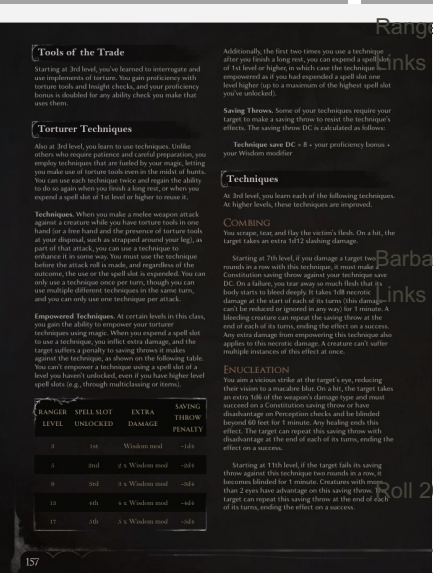 Tools of the Trade
Starting at 3rd level, you've learned to interrogate and
use implements of torture. You gain proficiency with
torture tools and Insight checks, and your proficiency
bonus is doubled for any ability check you make that
uses them.
Torturer Techniques
Also at 3rd level, you learn to use techniques. Unlike
others who require patience and careful preparation, you
employ techniques that are fueled by your magic, letting
you make use of torture tools even in the midst of hunts.
You can use each technique twice and regain the ability
to do so again when you finish a long rest, or when you
expend a spell slot of 1st level or higher to reuse it.
Techniques. When you make a melee weapon attack
against a creature while you have torture tools in one
hand (or a free hand and the presence of torture tools
at your disposal, such as strapped around your leg), as
part of that attack, you can use a technique to
enhance it in some way. You must use the technique
before the attack roll is made, and regardless of the
outcome, the use or the spell slot is expended. You can
only use a technique once per turn, though you can
use multiple different techniques in the same turn,
and you can only use one technique per attack.
Empowered Techniques. At certain levels in this class,
you gain the ability to empower your torturer
techniques using magic. When you expend a spell slot
to use a technique, you inflict extra damage, and the
target suffers a penalty to saving throws it makes
against the technique, as shown on the following table.
You can't empower a technique using a spell slot of a
level you haven't unlocked, even if you have higher level
spell slots (e.g., through multiclassing or items).
RANGER LEVEL SPELL SLOT UNLOCKED EXTRA DAMAGE SAVING THROW PENALTY
3 1st Wisdom mod -1d4
5 2nd 2 x Wisdom mod -2d4
9 3rd 3 x Wisdom mod -3d4
13 4th 4 x Wisdom mod -4d4
17 5th 5 x Wisdom mod -5d4
157
Additionally, the first two times you use a technique
after you finish a long rest, you can expend a spell slot
of 1st level or higher, in which case the technique is
empowered as if you had expended a spell slot one
level higher (up to a maximum of the highest spell slot
you've unlocked).
Saving Throws. Some of your techniques require your
target to make a saving throw to resist the technique's
effects. The saving throw DC is calculated as follows:
Technique save DC = 8 + your proficiency bonus +
your Wisdom modifier
Techniques
At 3rd level, you learn each of the following techniques.
At higher levels, these techniques are improved.
COMBING
You scrape, tear, and flay the victim's flesh. On a hit, the
target takes an extra 1d12 slashing damage.
Starting at 7th level, if you damage a target two
rounds in a row with this technique, it must make a
Constitution saving throw against your technique save
DC. On a failure, you tear away so much flesh that its
body starts to bleed deeply. It takes 1d8 necrotic
damage at the start of each of its turns (this damage
can't be reduced or ignored in any way) for 1 minute. A
bleeding creature can repeat the saving throw at the
end of each of its turns, ending the effect on a success.
Any extra damage from empowering this technique also
applies to this necrotic damage. A creature can't suffer
multiple instances of this effect at once.
ENUCLEATION
You aim a vicious strike at the target's eye, reducing
their vision to a macabre blur. On a hit, the target takes
an extra 1d6 of the weapon's damage type and must
succeed on a Constitution saving throw or have
disadvantage on Perception checks and be blinded
beyond 60 feet for 1 minute. Any healing ends this
effect. The target can repeat this saving throw with
disadvantage at the end of each of its turns, ending the
effect on a success.
Starting at 11th level, if the target fails its saving
throw against this technique two rounds in a row, it
becomes blinded for 1 minute. Creatures with more
than 2 eyes have advantage on this saving throw. The
target can repeat this saving throw at the end of each
of its turns, ending the effect on a success.
Range
Links
Barba
Links
Roll 2